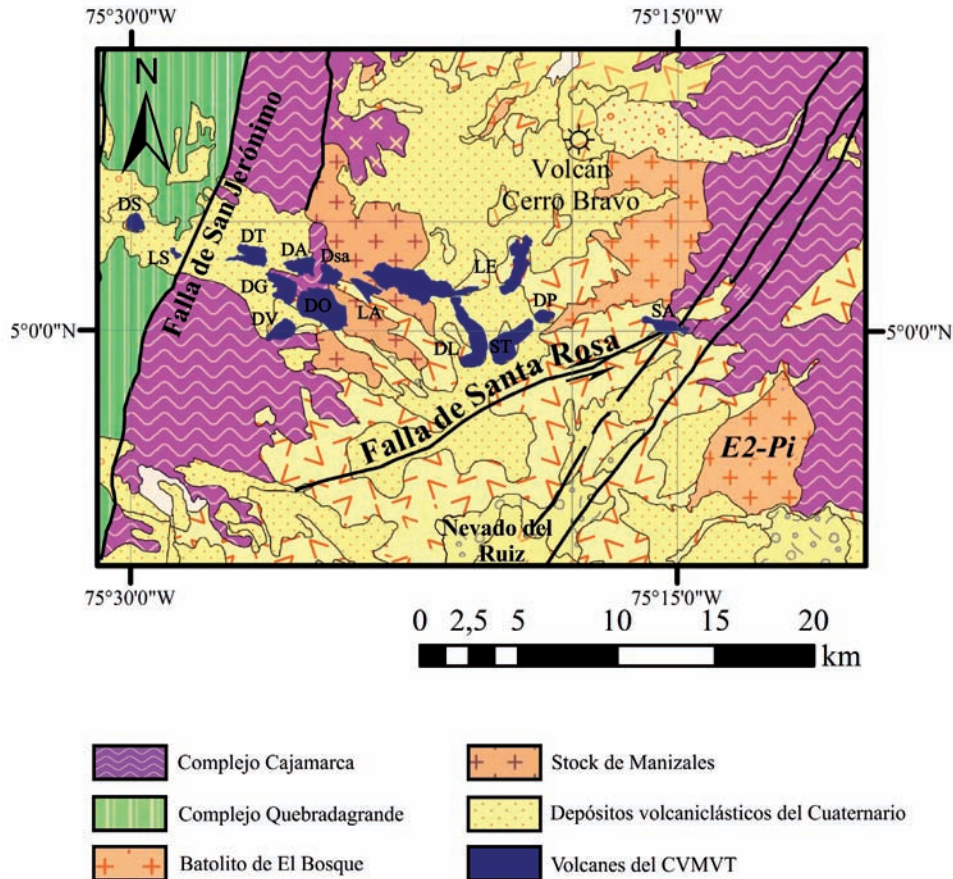 75°30'0"W
75°15'0"W
N
Volcán
Cerro Bravo
Falla de San Jerónimo
DS
LS
DT
DA
Dsa
DG
DO
DV
LA
LE
DP
DL
ST
SA
5°0'0"N
5°0'0"N
Falla de Santa Rosa
E2-Pi
Nevado del
Ruiz
75°30'0"W
75°15'0"W
0 2,5 5 10 15 20
km
Complejo Cajamarca
Complejo Quebradagrande
Batolito de El Bosque
Stock de Manizales
Depósitos volcaniclásticos del Cuaternario
Volcanes del CVMVT